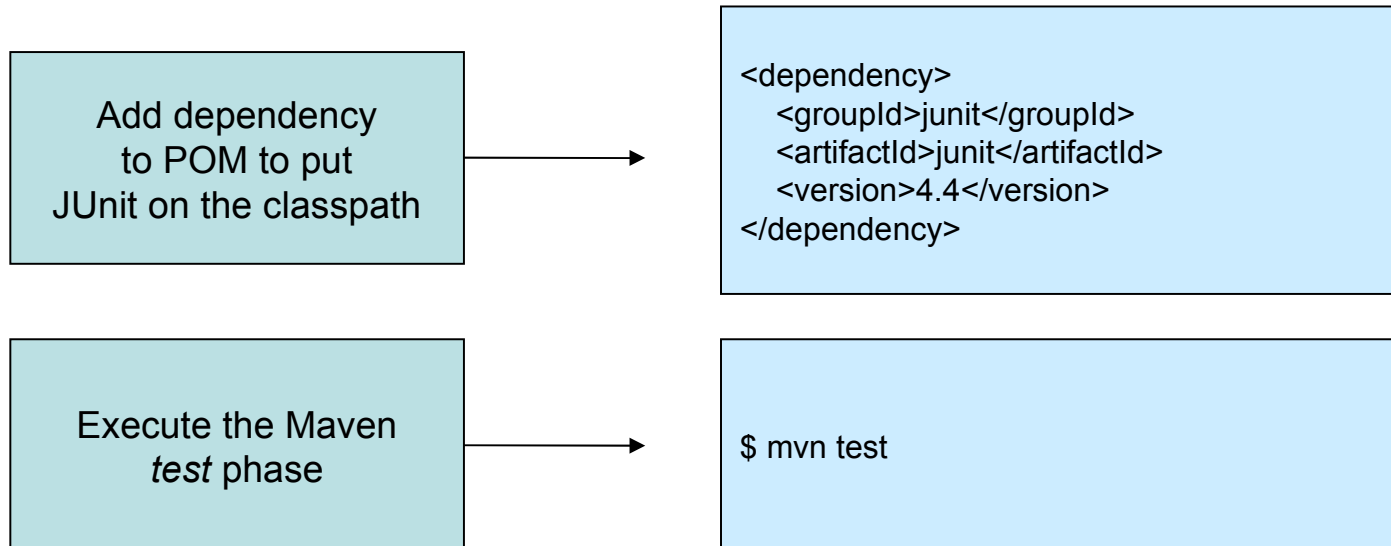 Add dependency
to POM to put
JUnit on the classpath
<dependency>
<groupId>junit</groupId>
<artifactId>junit</artifactId>
<version>4.4</version>
</dependency>
Execute the Maven
test phase
$ mvn test